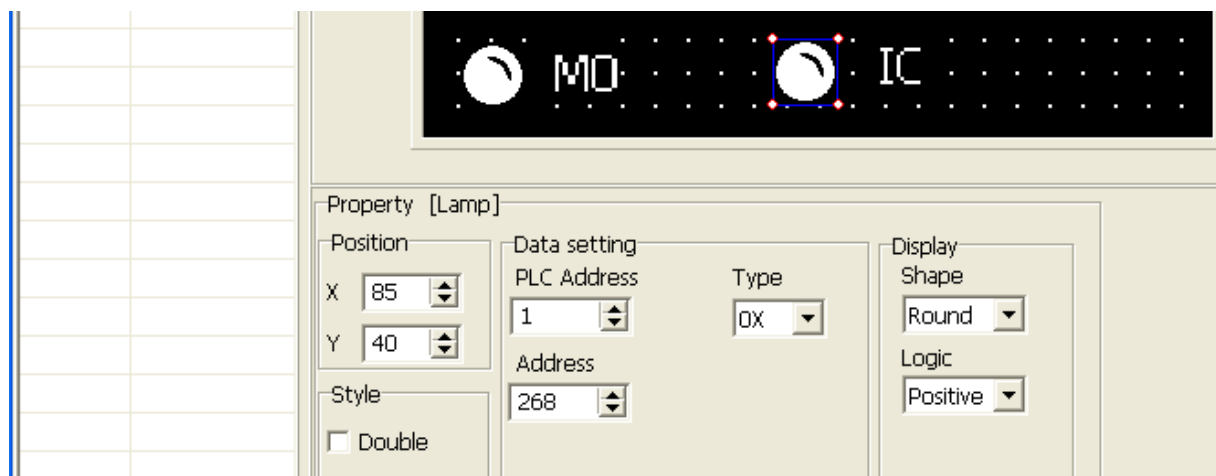 MO IC
Property [Lamp]
Position Data setting Display
PLC Address Type Shape
X 85 1 0X Round
Y 40 Address Logic
Style 268 Positive
Double